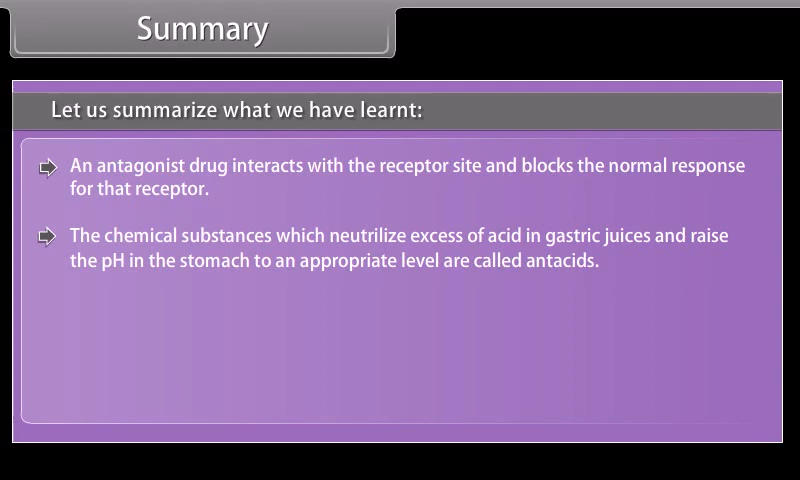 Summary
Let us summarize what we have learnt:
An antagonist drug interacts with the receptor site and blocks the normal response
for that receptor.
The chemical substances which neutrilize excess of acid in gastric juices and raise
the pH in the stomach to an appropriate level are called antacids.